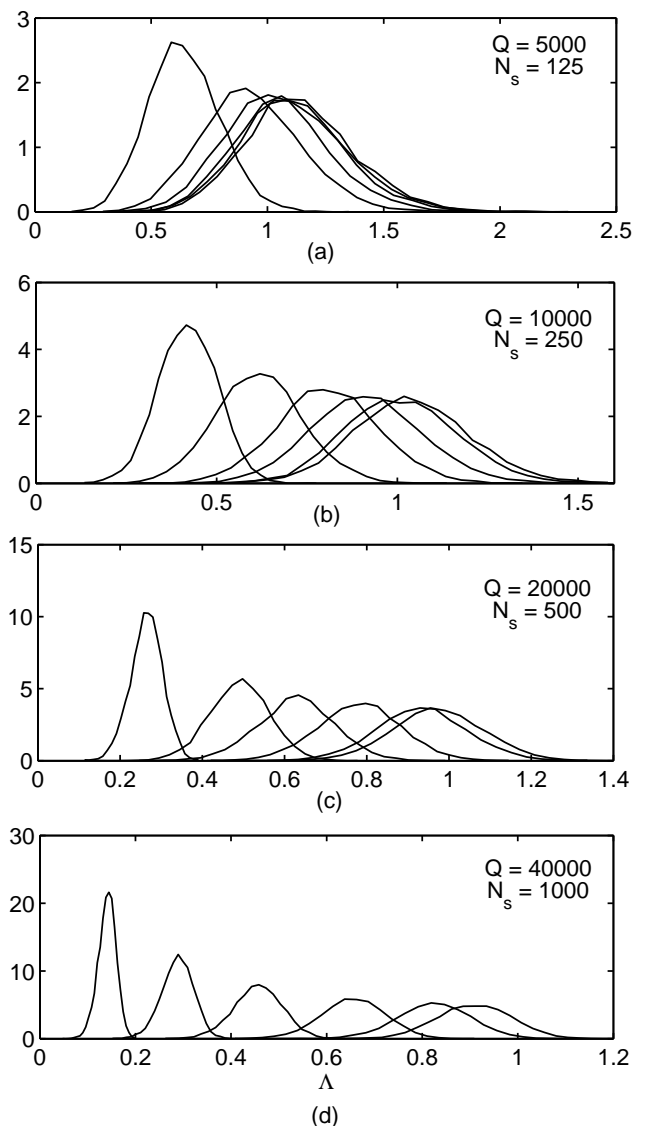 3
2
1
0
Q = 5000
N_s = 125
0 0.5 1 1.5 2 2.5
(a)
6
4
2
0
Q = 10000
N_s = 250
0 0.5 1 1.5
(b)
15
10
5
0
Q = 20000
N_s = 500
0 0.2 0.4 0.6 0.8 1 1.2 1.4
(c)
30
20
10
0
Q = 40000
N_s = 1000
0 0.2 0.4 0.6 0.8 1 1.2
Λ
(d)